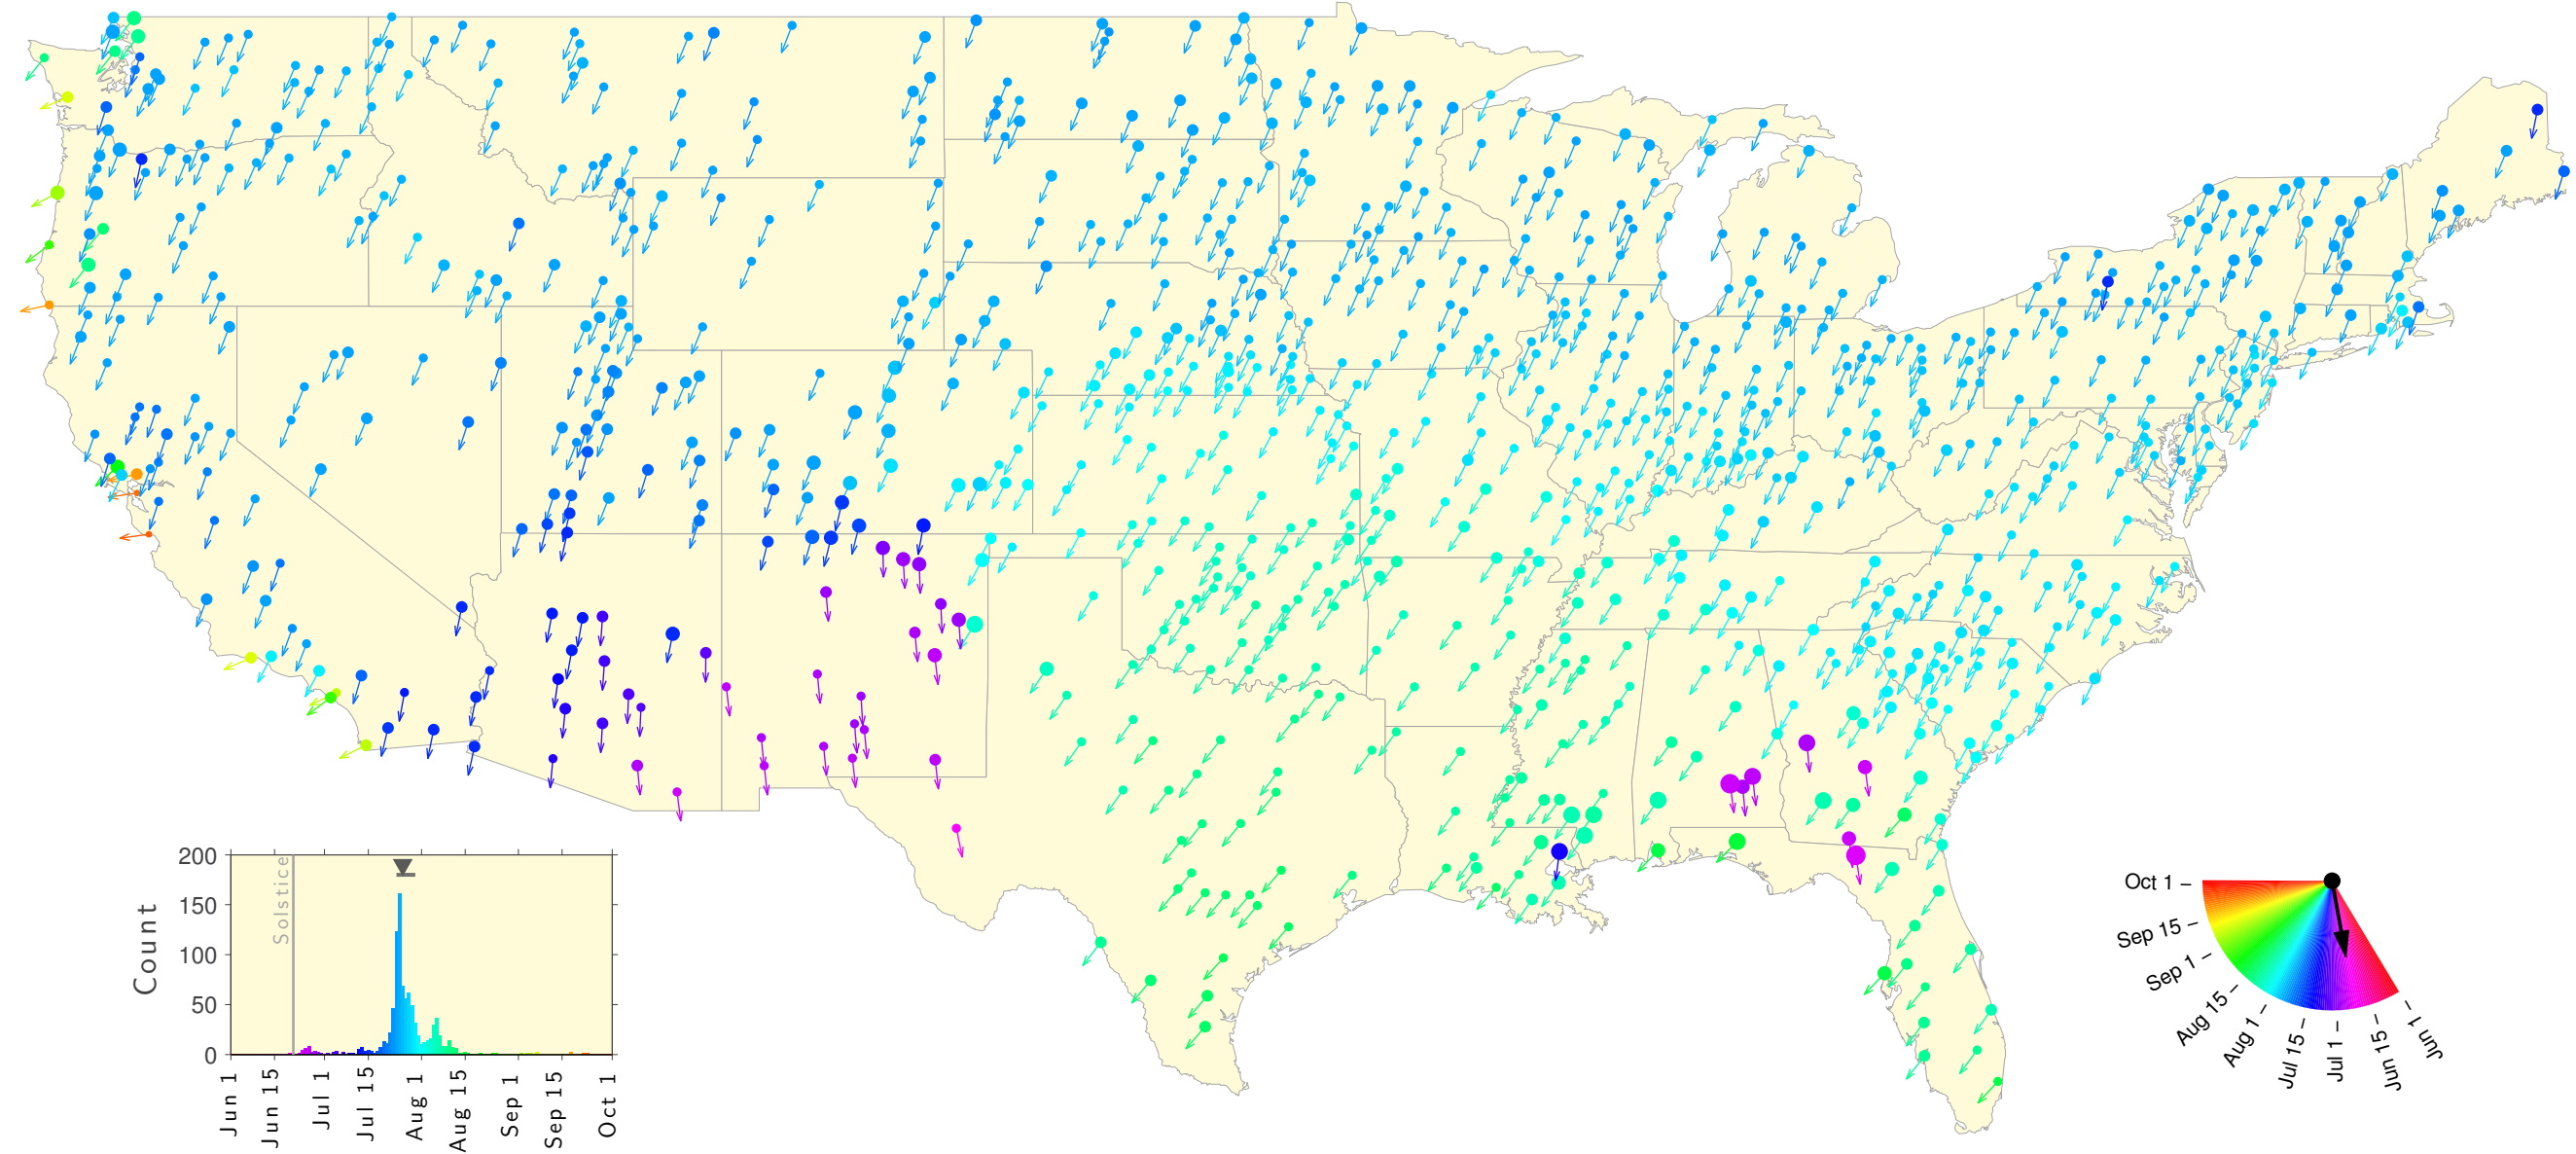 200
150
100
50
0
Count
Solstice
Jun 1
Jun 15
Jul 1
Jul 15
Aug 1
Aug 15
Sep 1
Sep 15
Oct 1
Oct 1 –
Sep 15 –
Sep 1 –
Aug 15 –
Aug 1 –
Jul 15 –
Jul 1 –
Jun 15 –
Jun 1 –